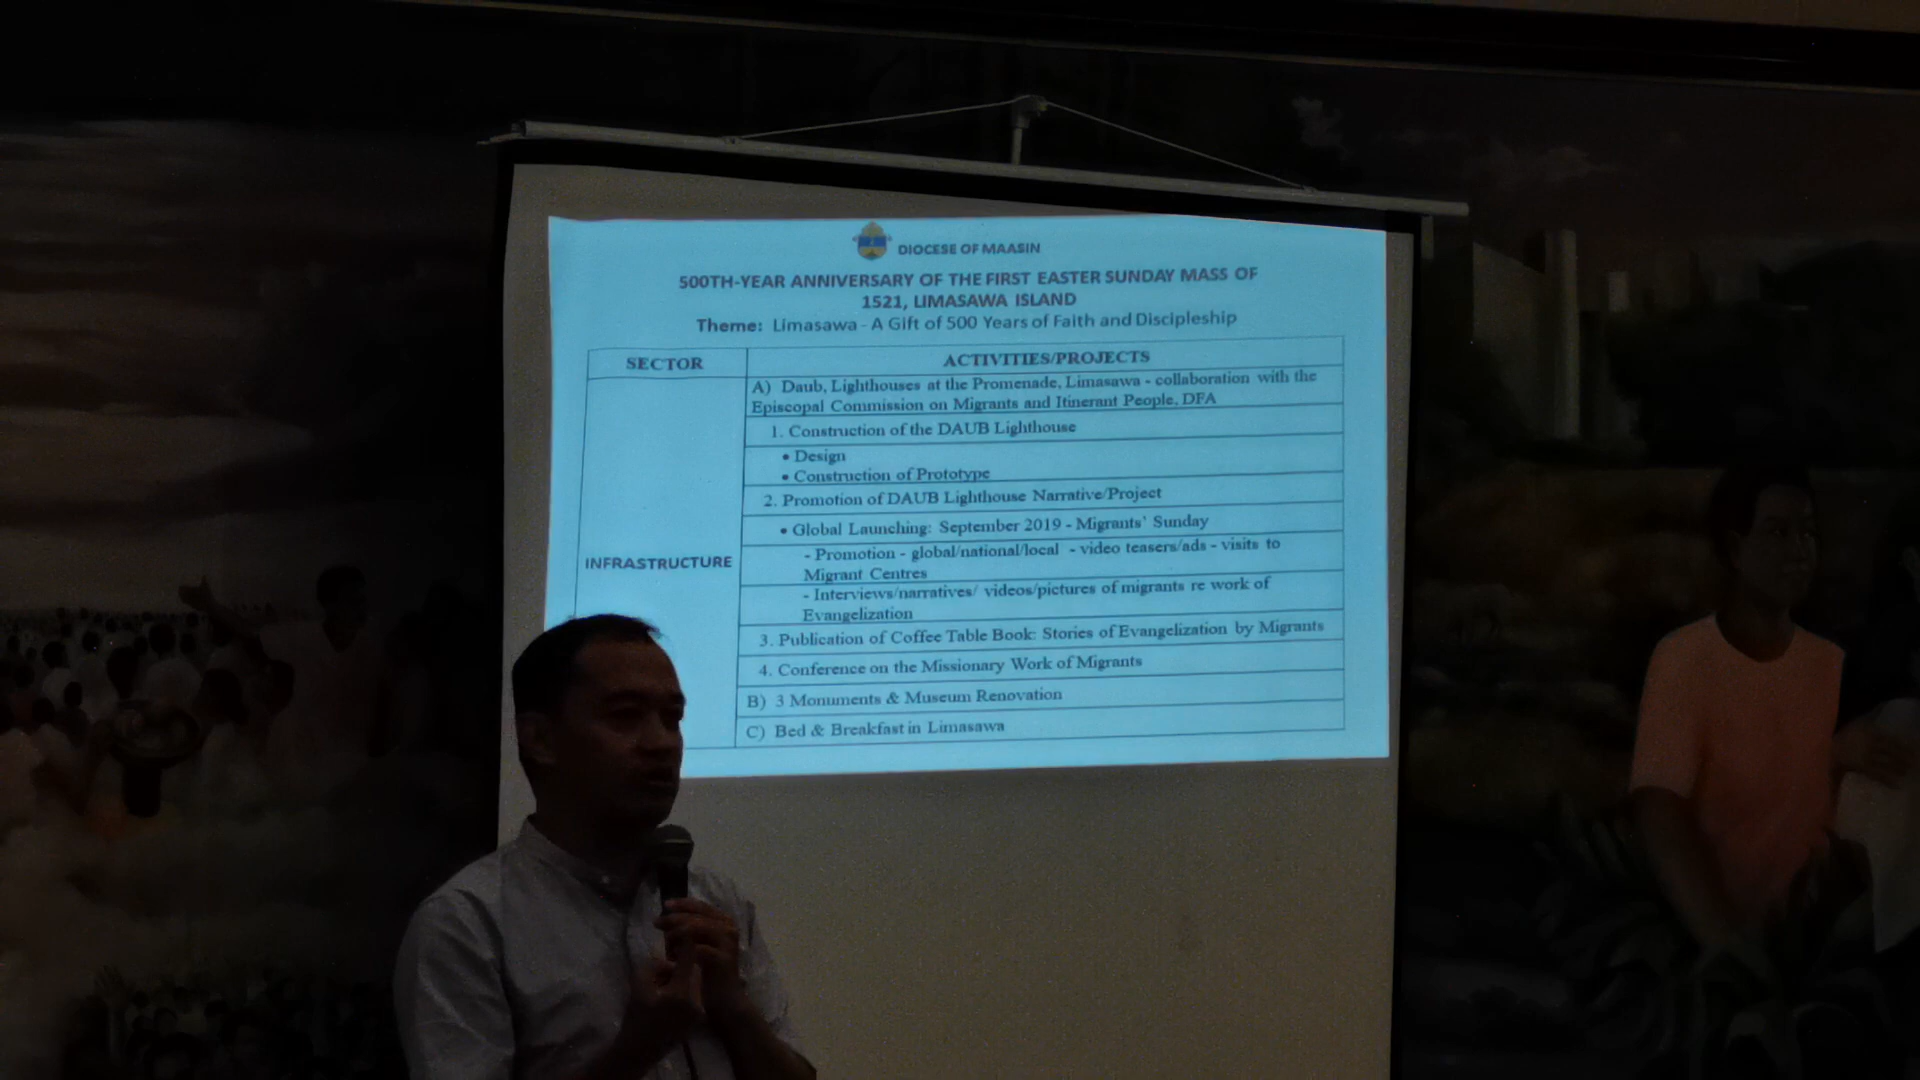 DIOCESE OF MAASIN
500TH-YEAR ANNIVERSARY OF THE FIRST EASTER SUNDAY MASS OF
1521, LIMASAWA ISLAND
Theme: Limasawa - A Gift of 500 Years of Faith and Discipleship
SECTOR
ACTIVITIES/PROJECTS
INFRASTRUCTURE
A) Daub, Lighthouses at the Promenade, Limasawa - collaboration with the
Episcopal Commission on Migrants and Itinerant People, DFA
1. Construction of the DAUB Lighthouse
• Design
• Construction of Prototype
2. Promotion of DAUB Lighthouse Narrative/Project
• Global Launching: September 2019 - Migrants' Sunday
- Promotion - global/national/local - video teasers/ads - visits to
Migrant Centres
- Interviews/narratives/ videos/pictures of migrants re work of
Evangelization
3. Publication of Coffee Table Book: Stories of Evangelization by Migrants
4. Conference on the Missionary Work of Migrants
B) 3 Monuments & Museum Renovation
C) Bed & Breakfast in Limasawa